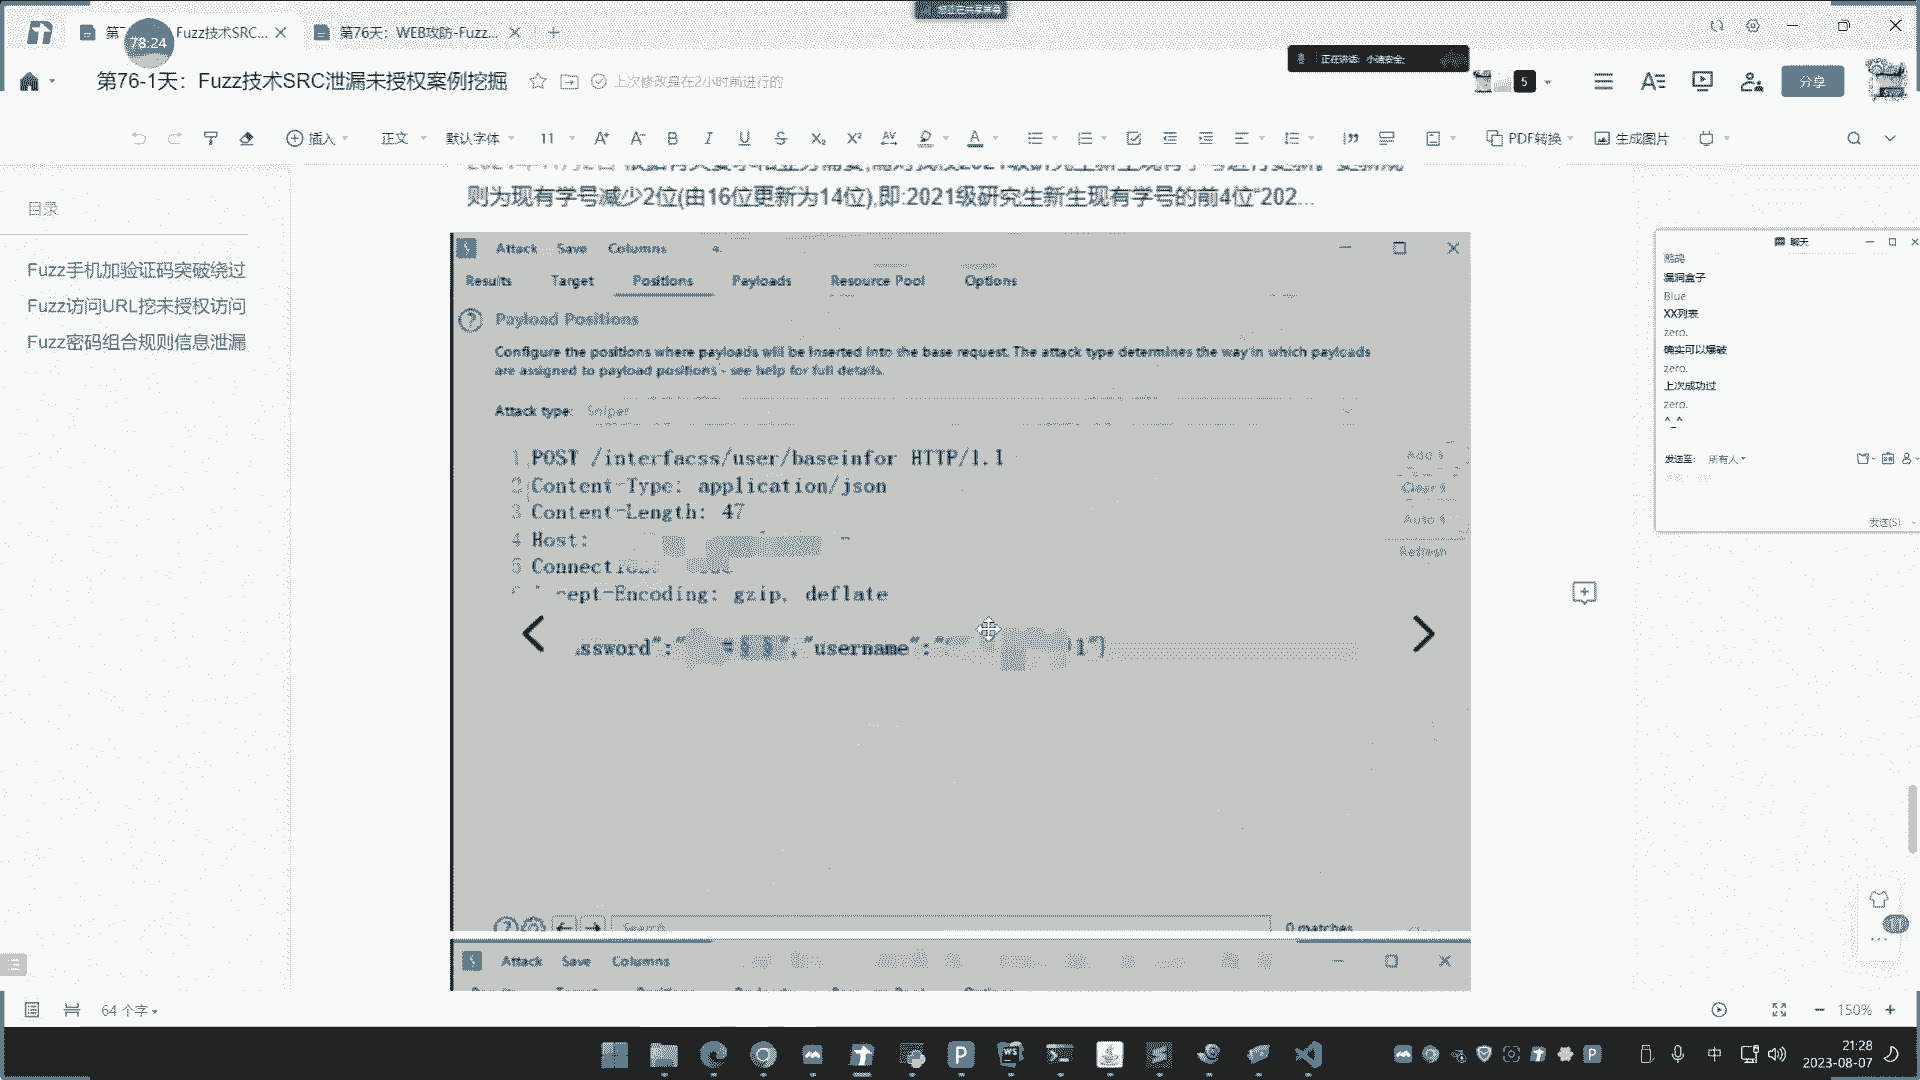 78:24
第
Fuzz技术SRC...
第76天：WEB攻防-Fuzz...
正在讲话: 小迪安全;
第76-1天：Fuzz技术SRC泄漏未授权案例挖掘
上次修改是在2小时前进行的
5
分享
插入
正文
默认字体
11
PDF转换
生成图片
目录
Fuzz手机加验证码突破绕过
Fuzz访问URL挖未授权访问
Fuzz密码组合规则信息泄漏
则为现有学号减少2位(由16位更新为14位),即:2021级研究生新生现有学号的前4位"202...
Attack Save Columns 4.
Results Target Positions Payloads Resource Pool Options
Payload Positions
Configure the positions where payloads will be inserted into the base request. The attack type determines the way in which payloads
are assigned to payload positions - see help for full details.
Attack type: Sniper
1 POST /interfacss/user/baseinfor HTTP/1.1
2 Content-Type: application/json
3 Content-Length: 47
4 Host:
5 Connecti
ept-Encoding: gzip, deflate
ssword":" "username":" 1"}
Add §
Clear §
Auto §
Refresh
Search...
0 matches
Attack Save Columns
聊天
漏洞盒子
Blue
XX列表
zero.
确实可以爆破
zero.
上次成功过
zero.
^_^
发送至: 所有人
发送(S)
64 个字
150%
中
21:28
2023-08-07